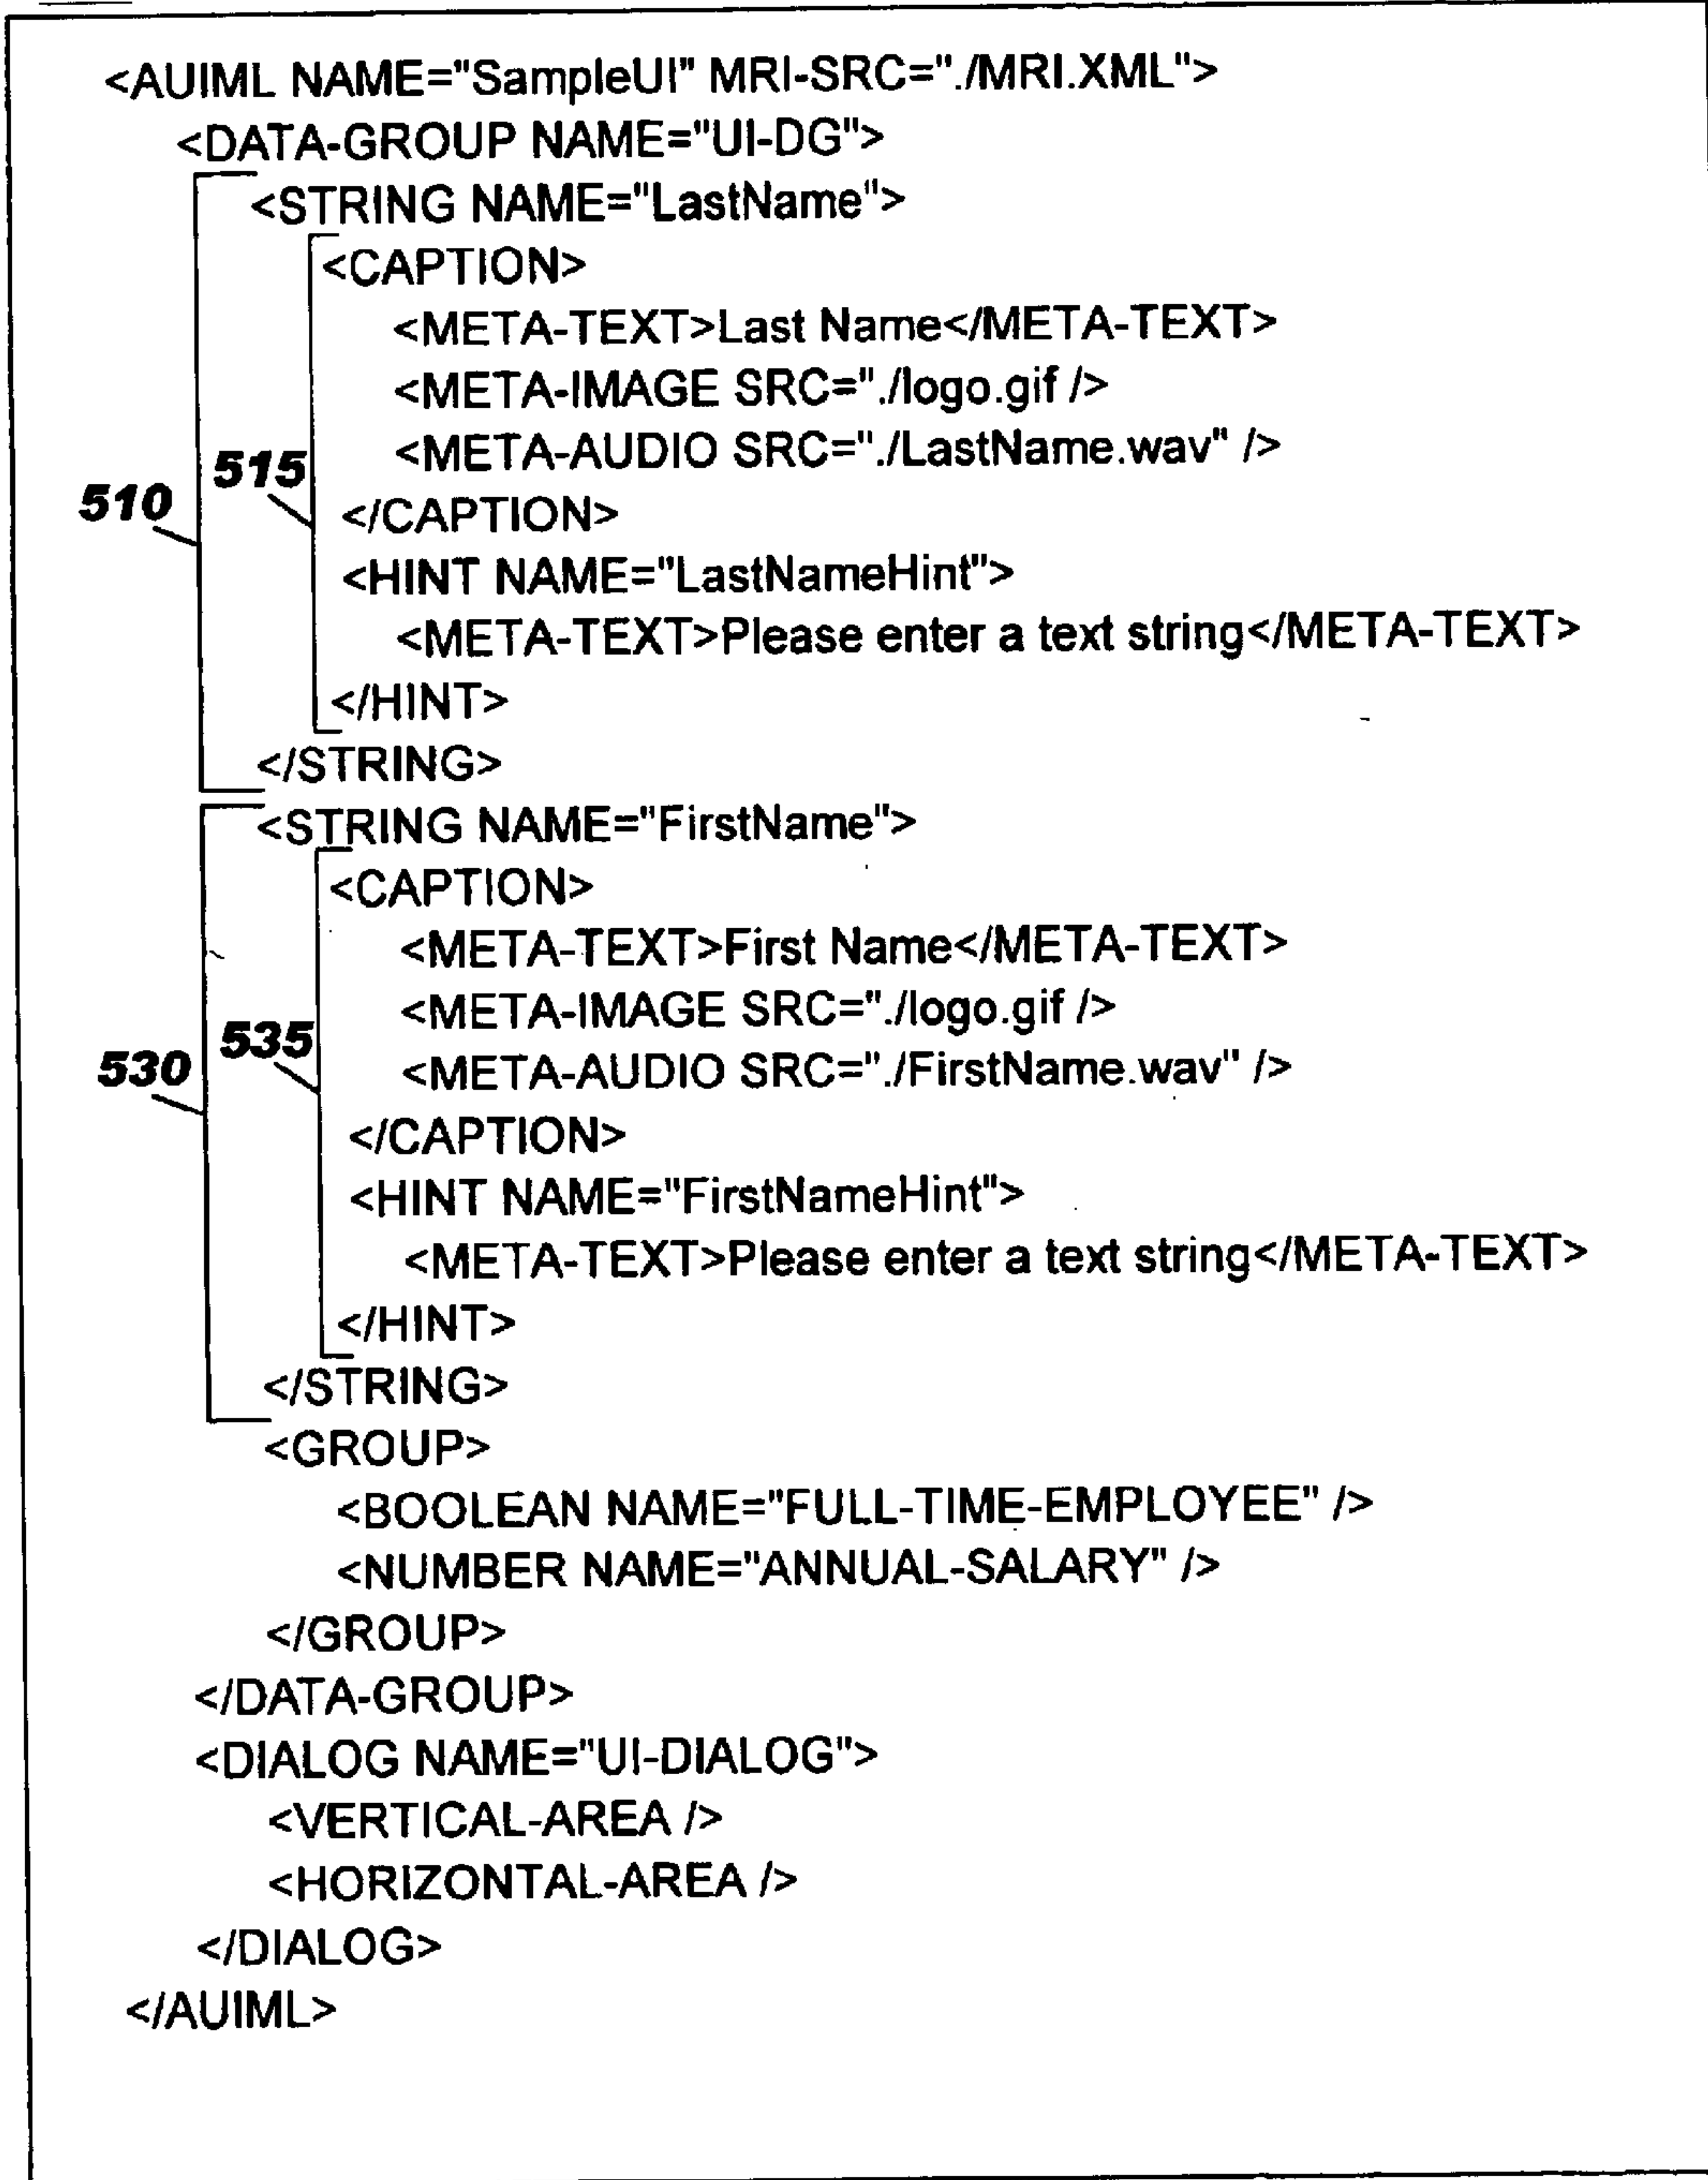 <AUIML NAME="SampleUI" MRI-SRC="./MRI.XML">
<DATA-GROUP NAME="UI-DG">
<STRING NAME="LastName">
<CAPTION>
<META-TEXT>Last Name</META-TEXT>
<META-IMAGE SRC="./logo.gif />
515 <META-AUDIO SRC="./LastName.wav" />
510 </CAPTION>
<HINT NAME="LastNameHint">
<META-TEXT>Please enter a text string</META-TEXT>
</HINT>
</STRING>
<STRING NAME="FirstName">
<CAPTION>
<META-TEXT>First Name</META-TEXT>
<META-IMAGE SRC="./logo.gif />
530 535 <META-AUDIO SRC="./FirstName.wav" />
</CAPTION>
<HINT NAME="FirstNameHint">
<META-TEXT>Please enter a text string</META-TEXT>
</HINT>
</STRING>
<GROUP>
<BOOLEAN NAME="FULL-TIME-EMPLOYEE" />
<NUMBER NAME="ANNUAL-SALARY" />
</GROUP>
</DATA-GROUP>
<DIALOG NAME="UI-DIALOG">
<VERTICAL-AREA />
<HORIZONTAL-AREA />
</DIALOG>
</AUIML>